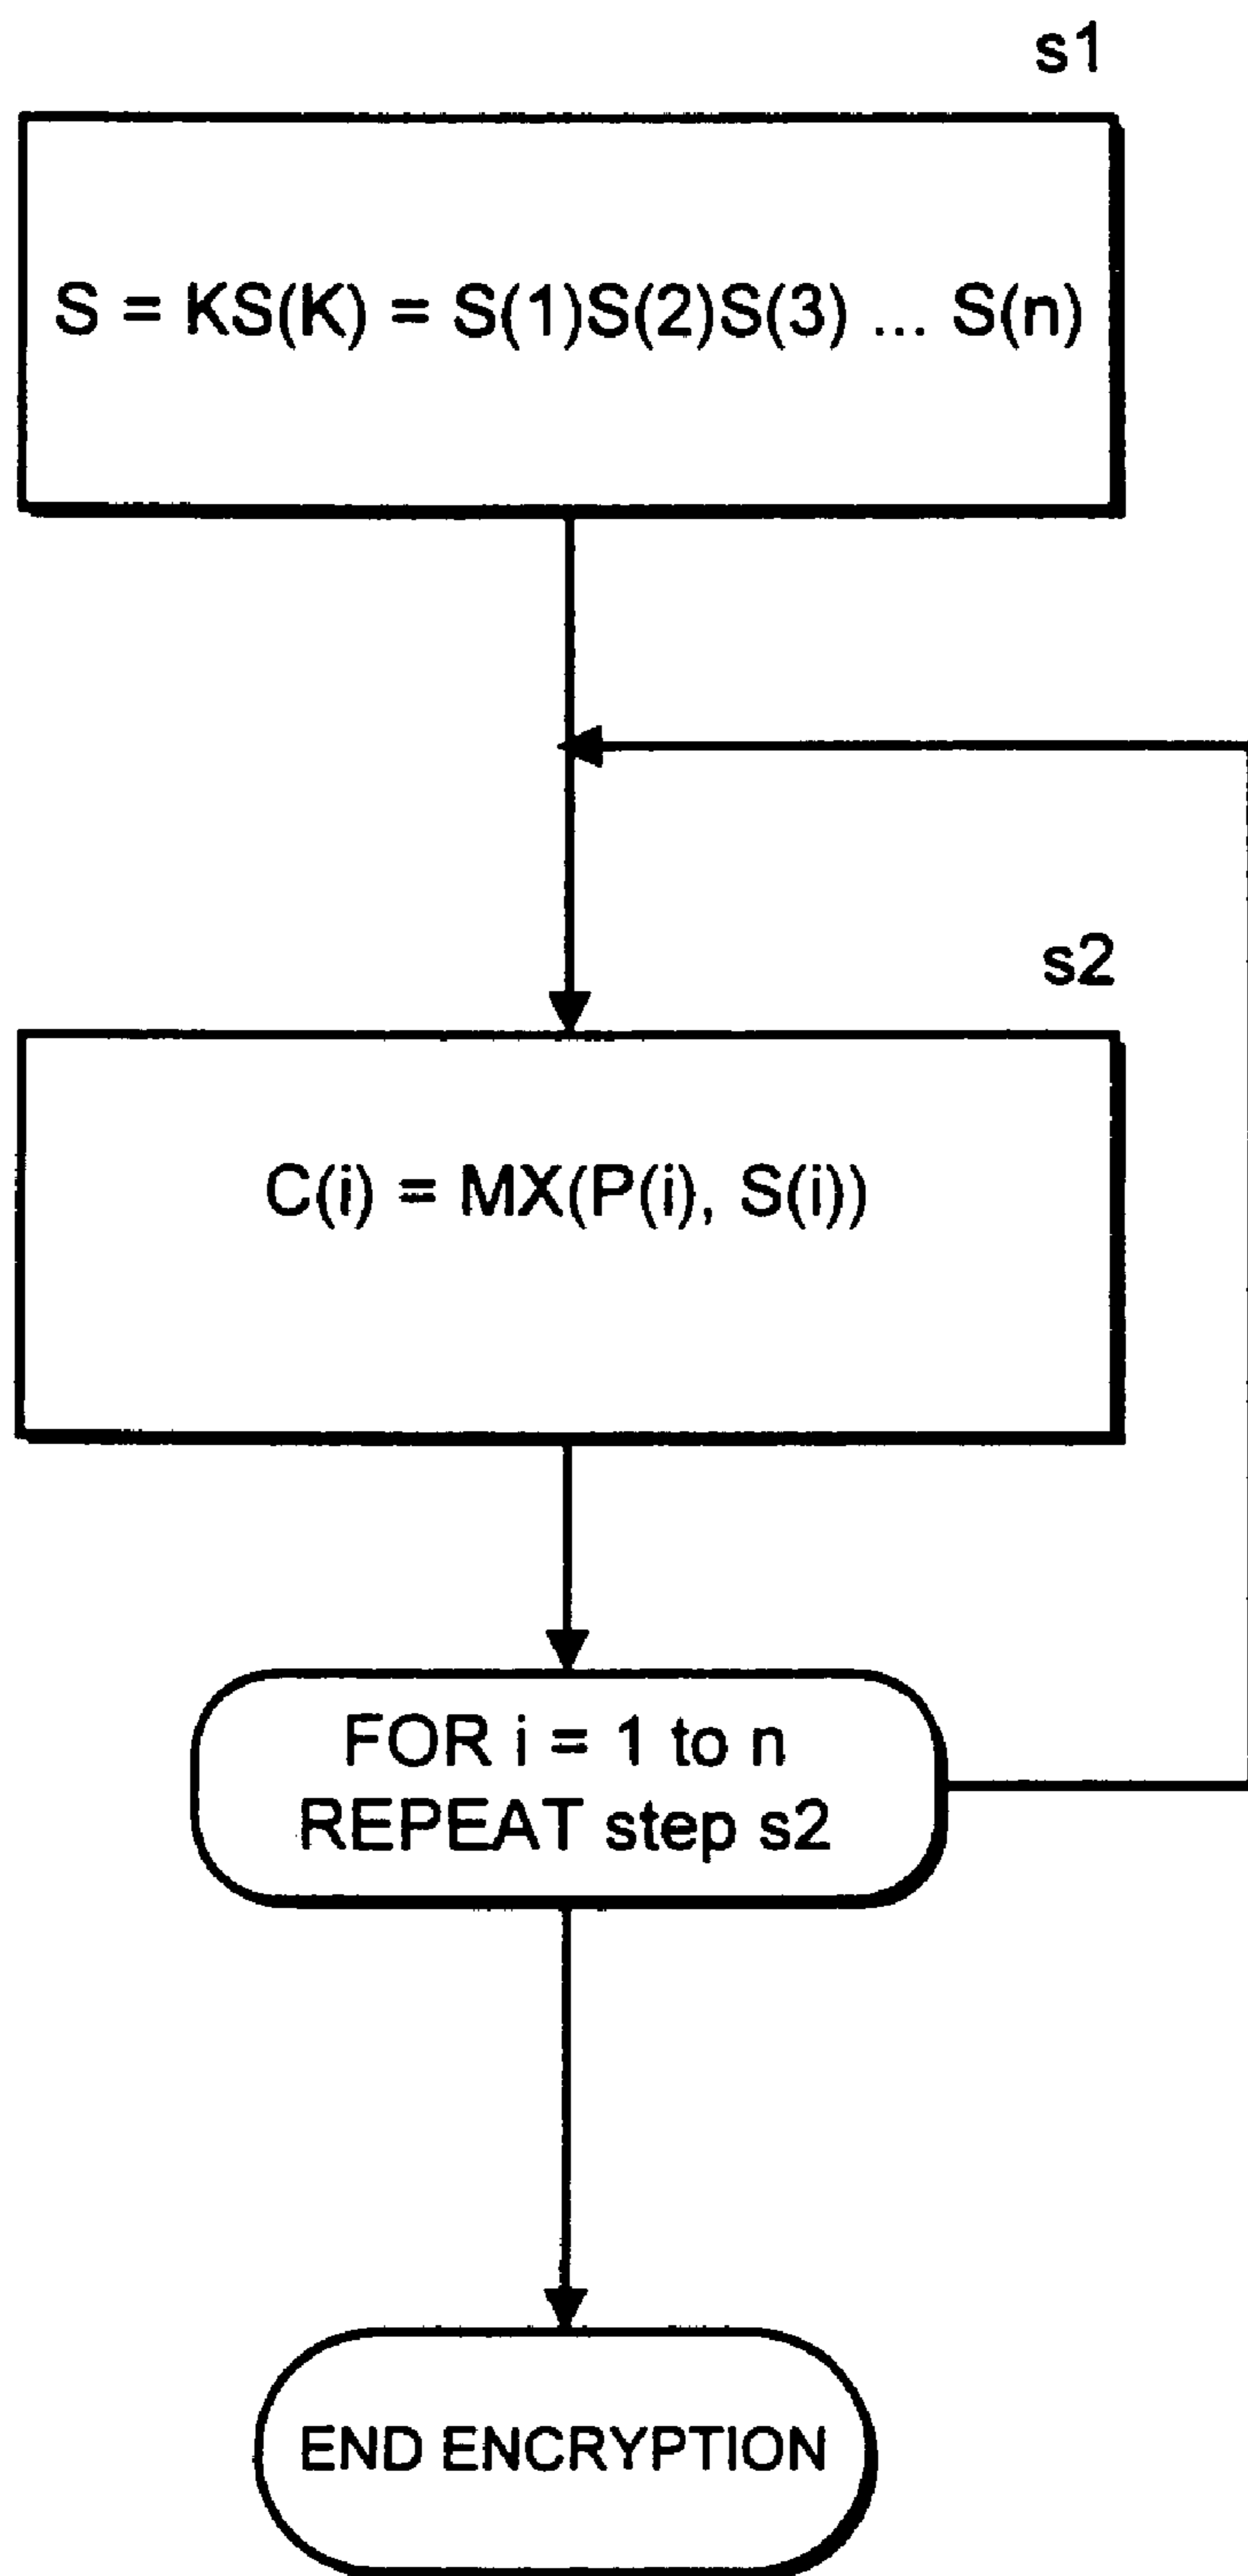 s1
S = KS(K) = S(1)S(2)S(3) ... S(n)
s2
C(i) = MX(P(i), S(i))
FOR i = 1 to n
REPEAT step s2
END ENCRYPTION